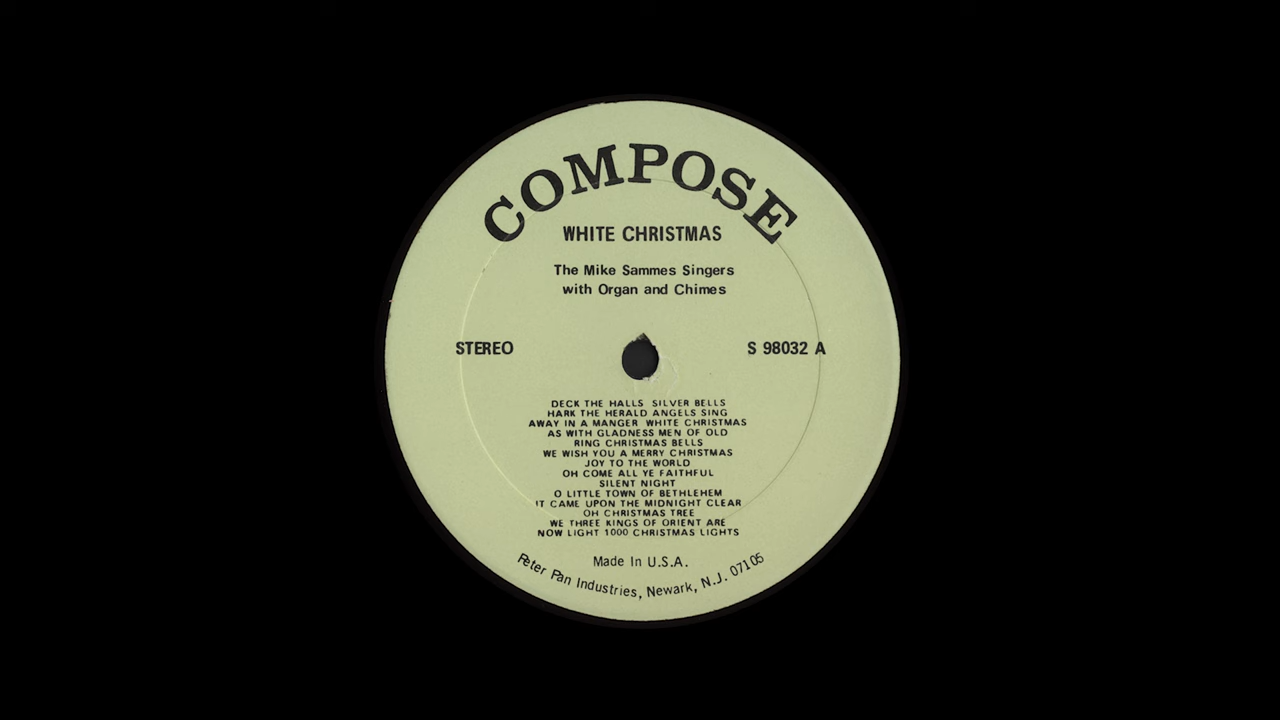 COMPOSE
WHITE CHRISTMAS
The Mike Sammes Singers
with Organ and Chimes
STEREO
S 98032 A
DECK THE HALLS SILVER BELLS
HARK THE HERALD ANGELS SING
AWAY IN A MANGER WHITE CHRISTMAS
AS WITH GLADNESS MEN OF OLD
RING CHRISTMAS BELLS
WE WISH YOU A MERRY CHRISTMAS
JOY TO THE WORLD
OH COME ALL YE FAITHFUL
SILENT NIGHT
O LITTLE TOWN OF BETHLEHEM
IT CAME UPON THE MIDNIGHT CLEAR
OH CHRISTMAS TREE
WE THREE KINGS OF ORIENT ARE
NOW LIGHT 1000 CHRISTMAS LIGHTS
Made In U.S.A.
Peter Pan Industries, Newark, N.J. 07105